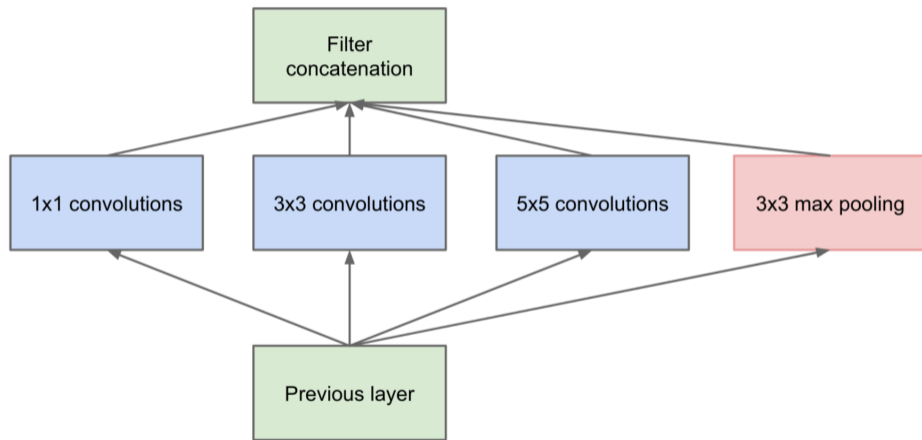 Filter
concatenation
1x1 convolutions
3x3 convolutions
5x5 convolutions
3x3 max pooling
Previous layer